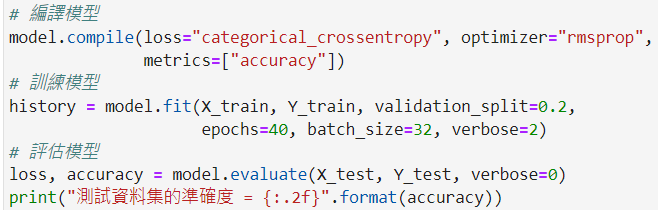 # 編譯模型
model.compile(loss="categorical_crossentropy", optimizer="rmsprop",
              metrics=["accuracy"])
# 訓練模型
history = model.fit(X_train, Y_train, validation_split=0.2,
                    epochs=40, batch_size=32, verbose=2)
# 評估模型
loss, accuracy = model.evaluate(X_test, Y_test, verbose=0)
print("測試資料集的準確度 = {:.2f}".format(accuracy))